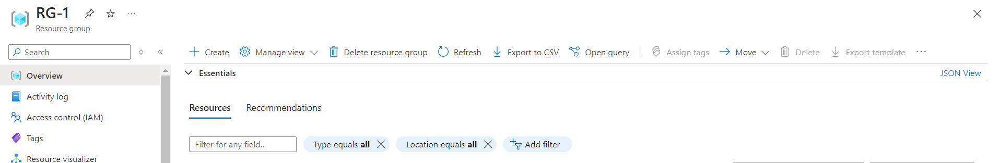 RG-1
Resource group
Search
Create Manage view Delete resource group Refresh Export to CSV Open query Assign tags Move Delete Export template
Overview
Essentials JSON View
Activity log
Access control (IAM)
Tags
Resource visualizer
Resources Recommendations
Filter for any field... Type equals all Location equals all Add filter